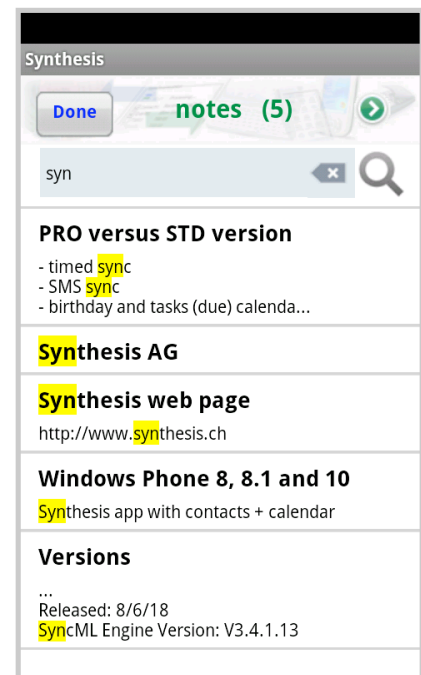 Synthesis
Done
notes (5)
syn
PRO versus STD version
- timed sync
- SMS sync
- birthday and tasks (due) calenda...
Synthesis AG
Synthesis web page
http://www.synthesis.ch
Windows Phone 8, 8.1 and 10
Synthesis app with contacts + calendar
Versions
...
Released: 8/6/18
SyncML Engine Version: V3.4.1.13